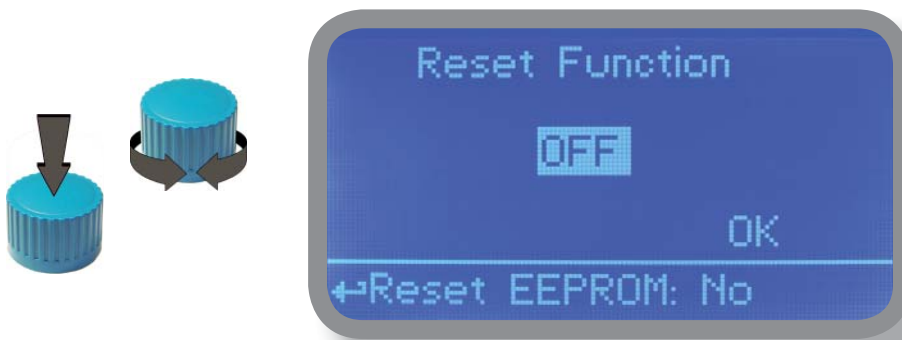 Reset Function
OFF
OK
↩Reset EEPROM: No